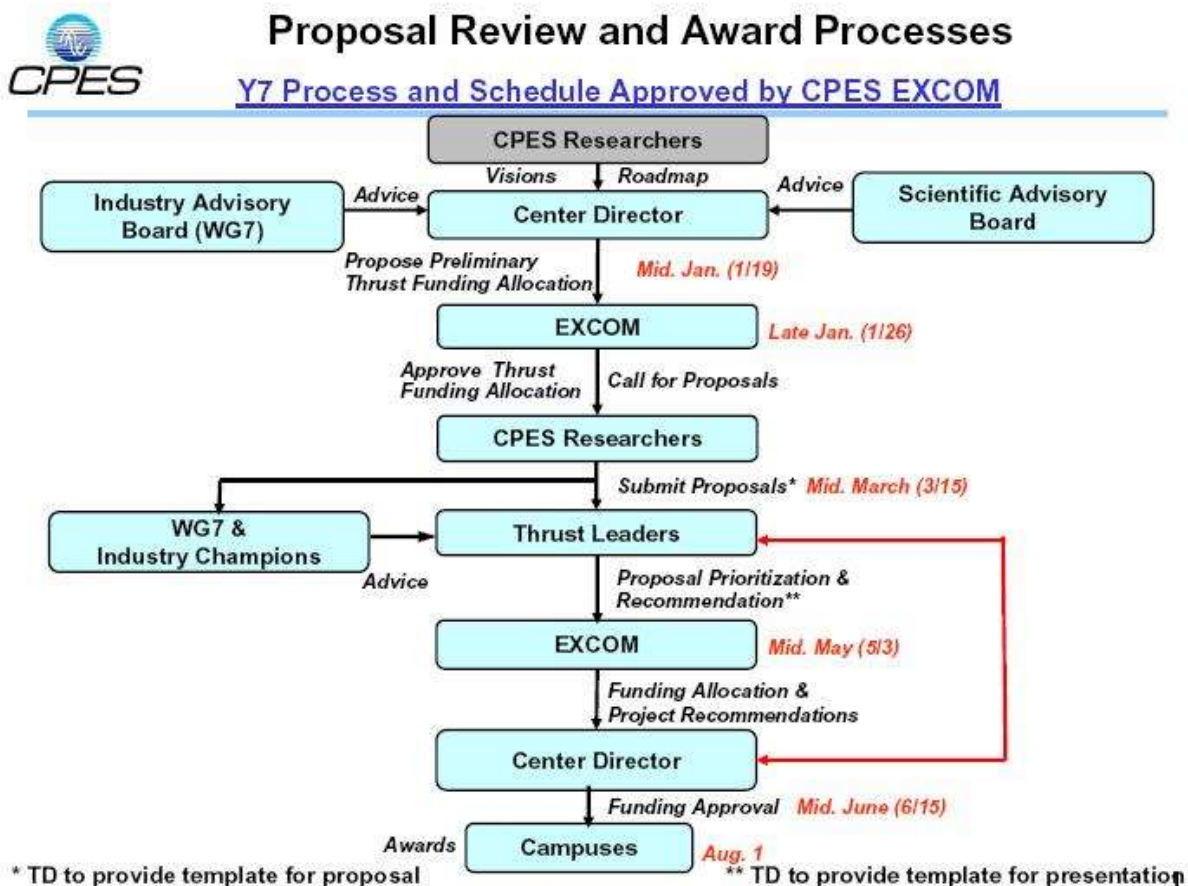 Proposal Review and Award Processes
CPES
Y7 Process and Schedule Approved by CPES EXCOM
CPES Researchers
Visions Roadmap
Industry Advisory
Board (WG7)
Advice
Center Director
Advice
Scientific Advisory
Board
Propose Preliminary
Thrust Funding Allocation
Mid. Jan. (1/19)
EXCOM
Late Jan. (1/26)
Approve Thrust
Funding Allocation
Call for Proposals
CPES Researchers
Submit Proposals* Mid. March (3/15)
WG7 &
Industry Champions
Advice
Thrust Leaders
Proposal Prioritization &
Recommendation**
EXCOM
Mid. May (5/3)
Funding Allocation &
Project Recommendations
Center Director
Funding Approval Mid. June (6/15)
Awards
Campuses
Aug. 1
* TD to provide template for proposal
** TD to provide template for presentation